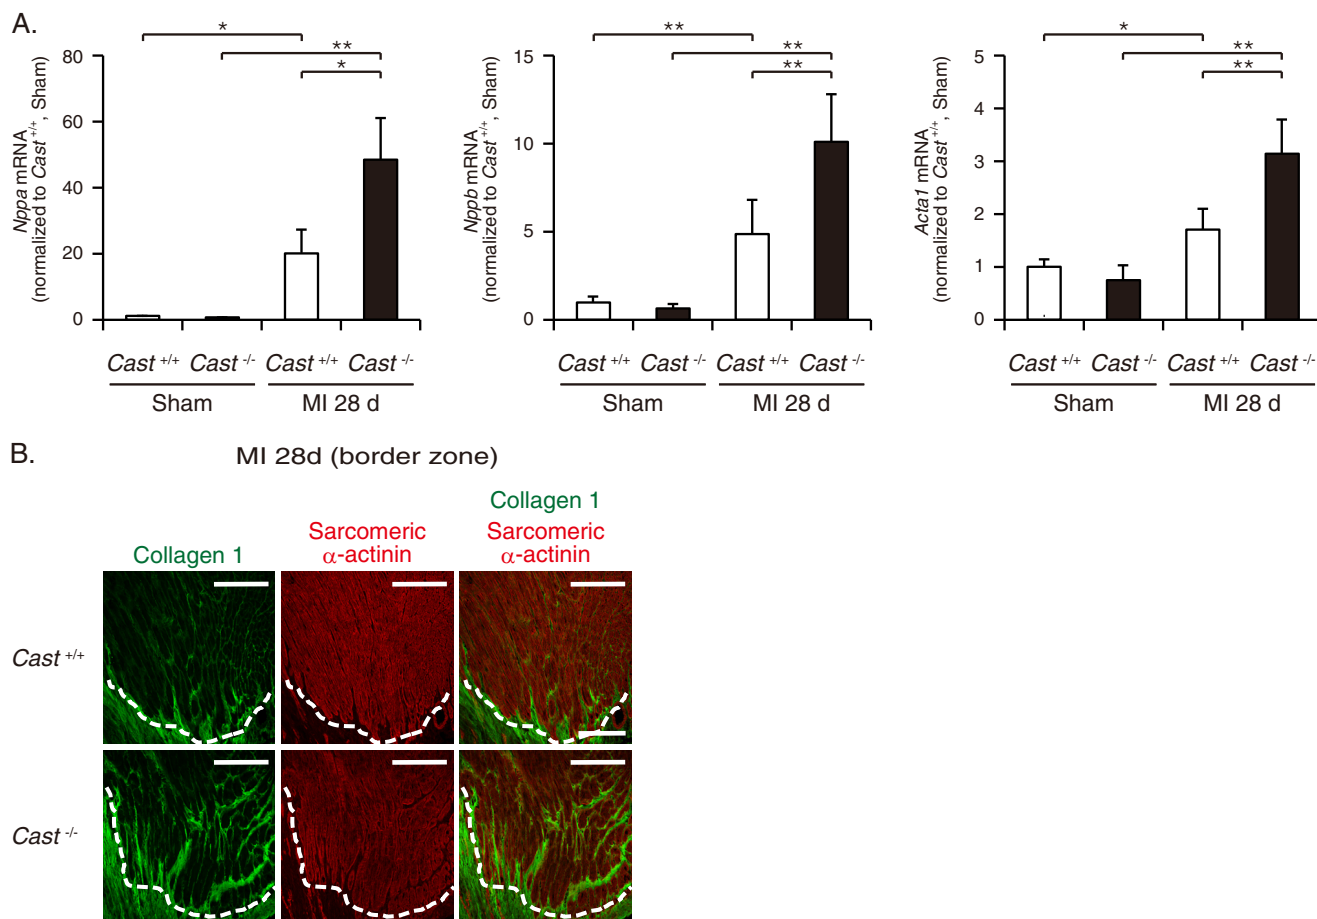 A.
* ** *
Nppa mRNA
(normalized to Cast +/+, Sham)
80
60
40
20
0
Cast +/+ Cast -/- Cast +/+ Cast -/-
Sham MI 28 d
** ** **
Nppb mRNA
(normalized to Cast +/+, Sham)
15
10
5
0
Cast +/+ Cast -/- Cast +/+ Cast -/-
Sham MI 28 d
* ** **
Acta1 mRNA
(normalized to Cast +/+, Sham)
5
4
3
2
1
0
Cast +/+ Cast -/- Cast +/+ Cast -/-
Sham MI 28 d
B.
MI 28d (border zone)
Collagen 1
Sarcomeric
α-actinin
Collagen 1
Sarcomeric
α-actinin
Cast +/+
Cast -/-